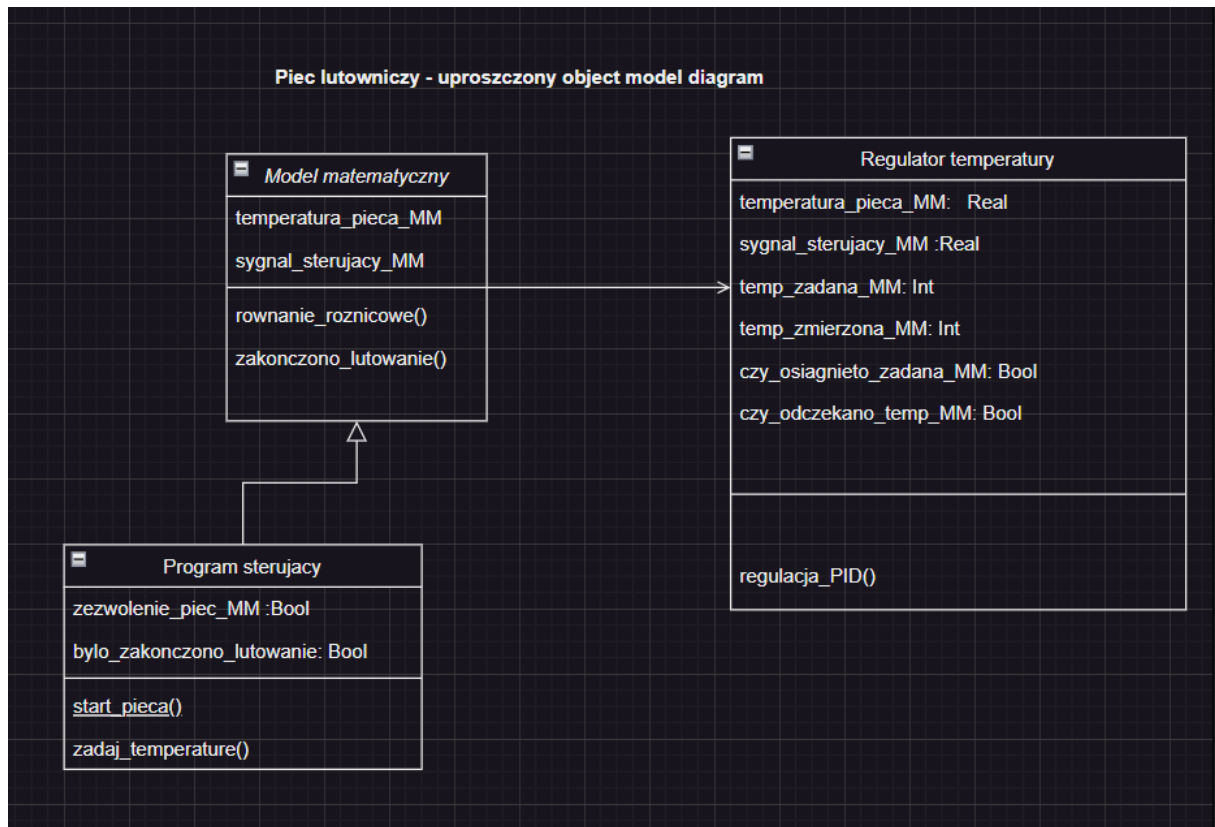 Piec lutowniczy - uproszczony object model diagram
Model matematyczny
temperatura_pieca_MM
sygnal_sterujacy_MM
rownanie_roznicowe()
zakonczono_lutowanie()
Regulator temperatury
temperatura_pieca_MM: Real
sygnal_sterujacy_MM :Real
temp_zadana_MM: Int
temp_zmierzona_MM: Int
czy_osiagnieto_zadana_MM: Bool
czy_odczekano_temp_MM: Bool
regulacja_PID()
Program sterujacy
zezwolenie_piec_MM :Bool
bylo_zakonczono_lutowanie: Bool
start_pieca()
zadaj_temperature()